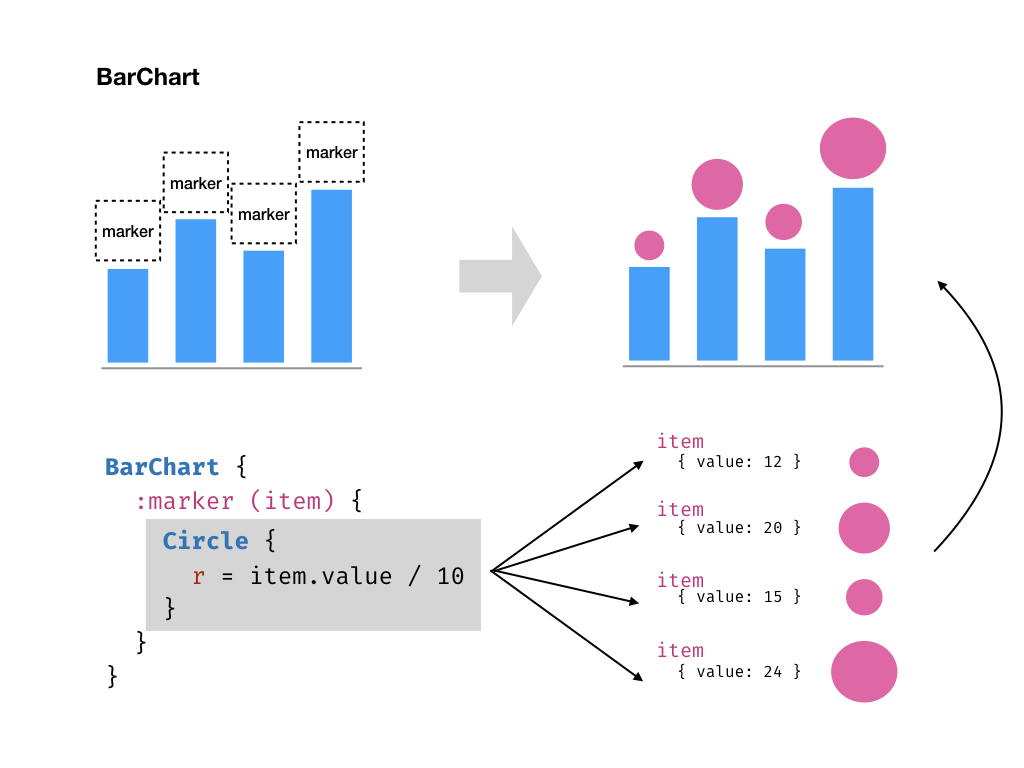 BarChart
marker
marker
marker
marker
BarChart {
:marker (item) {
Circle {
r = item.value / 10
}
}
}
item
{ value: 12 }
item
{ value: 20 }
item
{ value: 15 }
item
{ value: 24 }